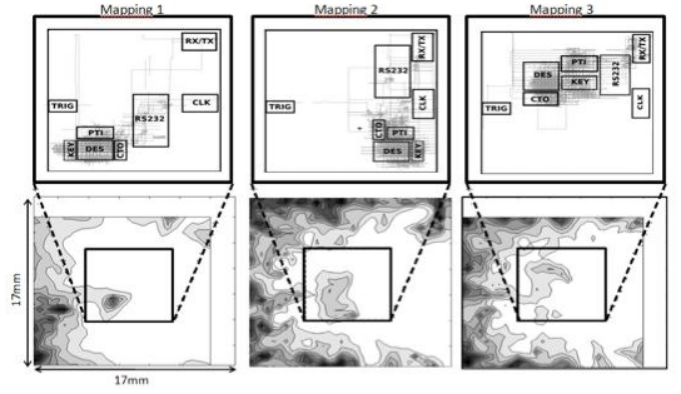 Mapping 1
Mapping 2
Mapping 3
RX/TX
TRIG
RS232
CLK
PTI
KEY
DES
CTO
RX/TX
RS232
TRIG
CLK
CTO
PTI
DES
KEY
RX/TX
PTI
DES
KEY
RS232
CTO
TRIG
CLK
17mm
17mm